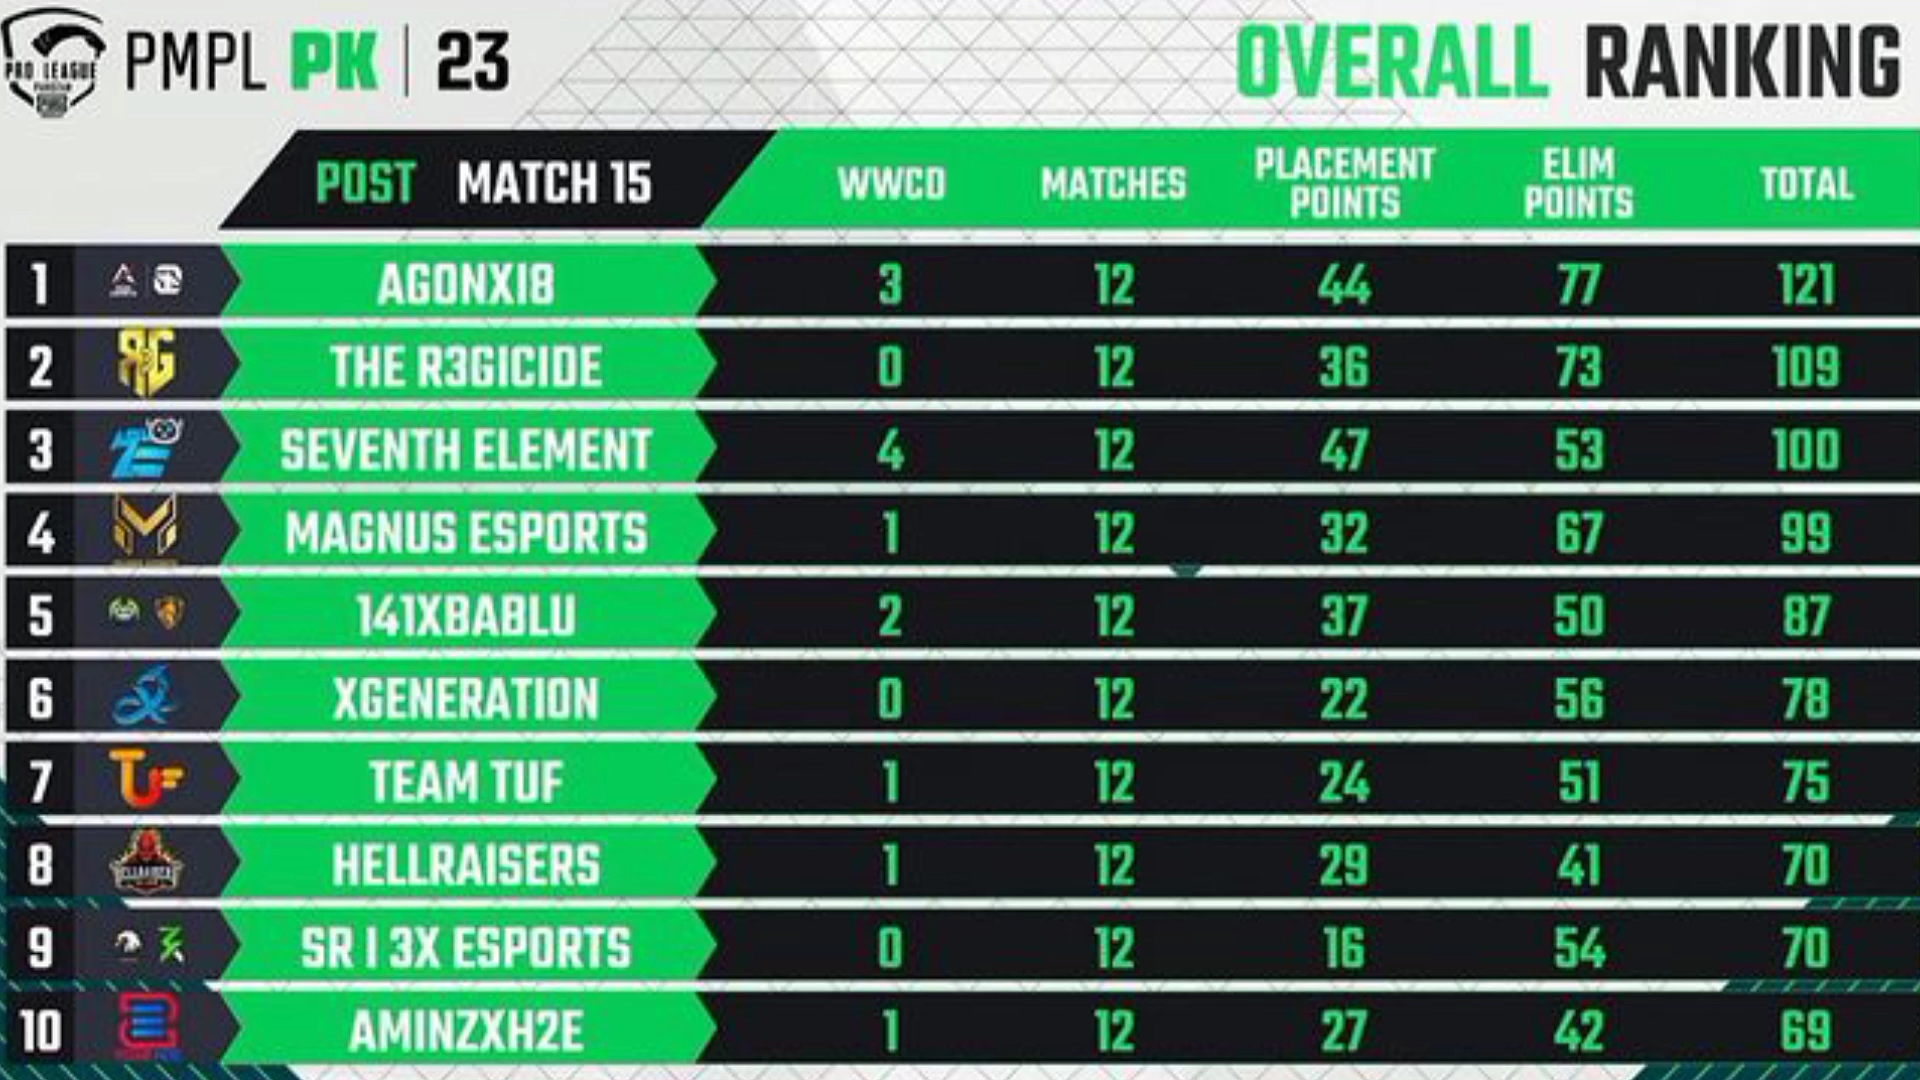 PRO LEAGUE
PMPL PK | 23
OVERALL RANKING
POST MATCH 15 WWCD MATCHES PLACEMENT POINTS ELIM POINTS TOTAL
1 AGONXI8 3 12 44 77 121
2 THE R3GICIDE 0 12 36 73 109
3 SEVENTH ELEMENT 4 12 47 53 100
4 MAGNUS ESPORTS 1 12 32 67 99
5 141XBABLU 2 12 37 50 87
6 XGENERATION 0 12 22 56 78
7 TUF TEAM TUF 1 12 24 51 75
8 HELLRAISERS 1 12 29 41 70
9 SR | 3X ESPORTS 0 12 16 54 70
10 AMINZXH2E 1 12 27 42 69